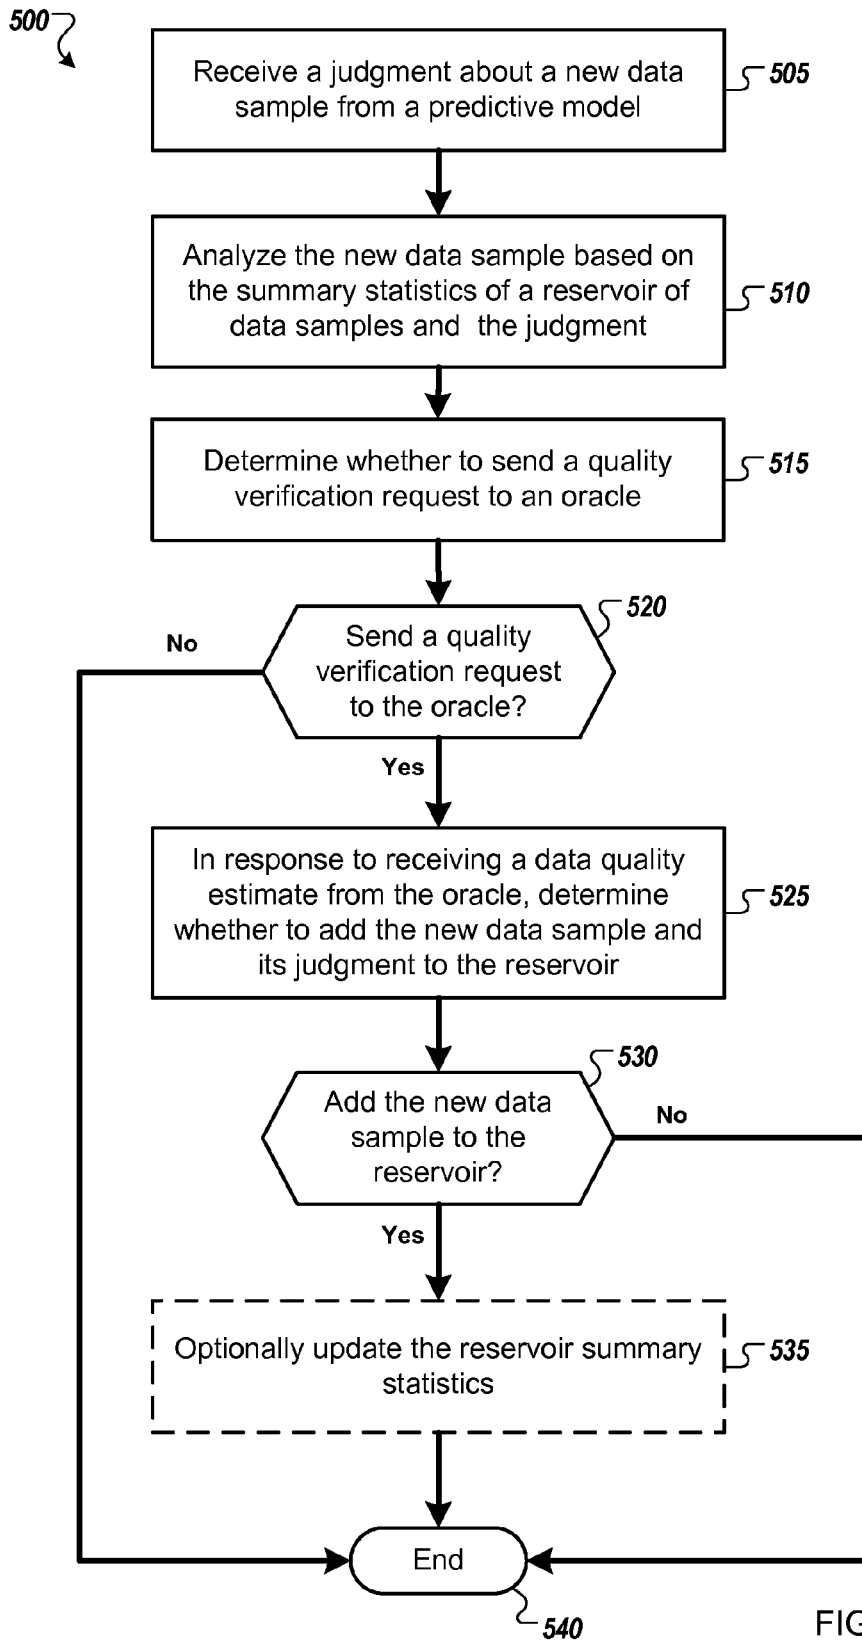 500
Receive a judgment about a new data
sample from a predictive model
505
Analyze the new data sample based on
the summary statistics of a reservoir of
data samples and the judgment
510
Determine whether to send a quality
verification request to an oracle
515
520
No
Send a quality
verification request
to the oracle?
Yes
In response to receiving a data quality
estimate from the oracle, determine
whether to add the new data sample and
its judgment to the reservoir
525
530
Add the new data
sample to the
reservoir?
No
Yes
Optionally update the reservoir summary
statistics
535
End
540
FIG